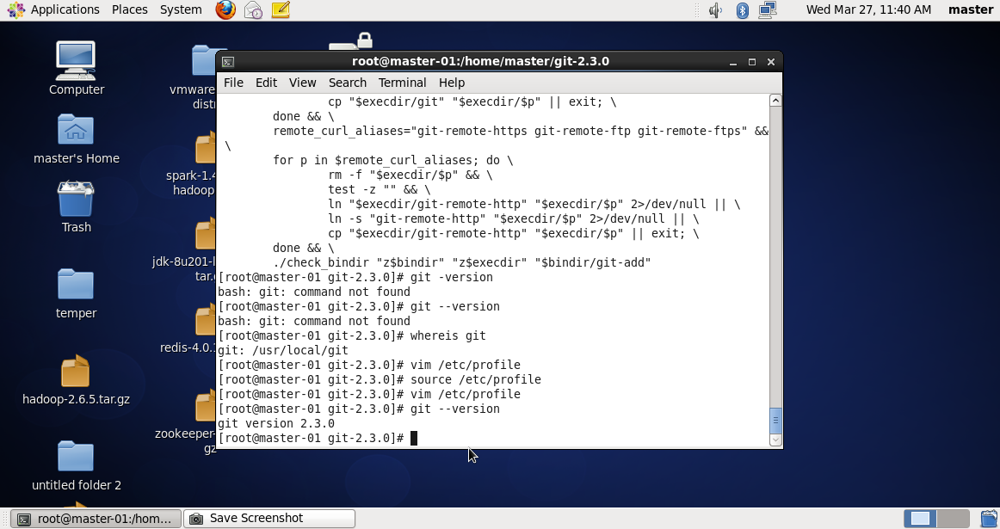 Applications Places System Wed Mar 27, 11:40 AM master
root@master-01:/home/master/git-2.3.0
File Edit View Search Terminal Help
cp "$execdir/git" "$execdir/$p" || exit; \
done && \
remote_curl_aliases="git-remote-https git-remote-ftp git-remote-ftps" &&
\
for p in $remote_curl_aliases; do \
rm -f "$execdir/$p" && \
test -z "" && \
ln "$execdir/git-remote-http" "$execdir/$p" 2>/dev/null || \
ln -s "git-remote-http" "$execdir/$p" 2>/dev/null || \
cp "$execdir/git-remote-http" "$execdir/$p" || exit; \
done && \
./check_bindir "z$bindir" "z$execdir" "$bindir/git-add"
[root@master-01 git-2.3.0]# git -version
bash: git: command not found
[root@master-01 git-2.3.0]# git --version
bash: git: command not found
[root@master-01 git-2.3.0]# whereis git
git: /usr/local/git
[root@master-01 git-2.3.0]# vim /etc/profile
[root@master-01 git-2.3.0]# source /etc/profile
[root@master-01 git-2.3.0]# vim /etc/profile
[root@master-01 git-2.3.0]# git --version
git version 2.3.0
[root@master-01 git-2.3.0]#
Computer
master's Home
Trash
temper
hadoop-2.6.5.tar.gz
untitled folder 2
vmware
distr
spark-1.4
hadoop
jdk-8u201-l
tar.
redis-4.0.
zookeeper-
gz
root@master-01:/hom...
Save Screenshot